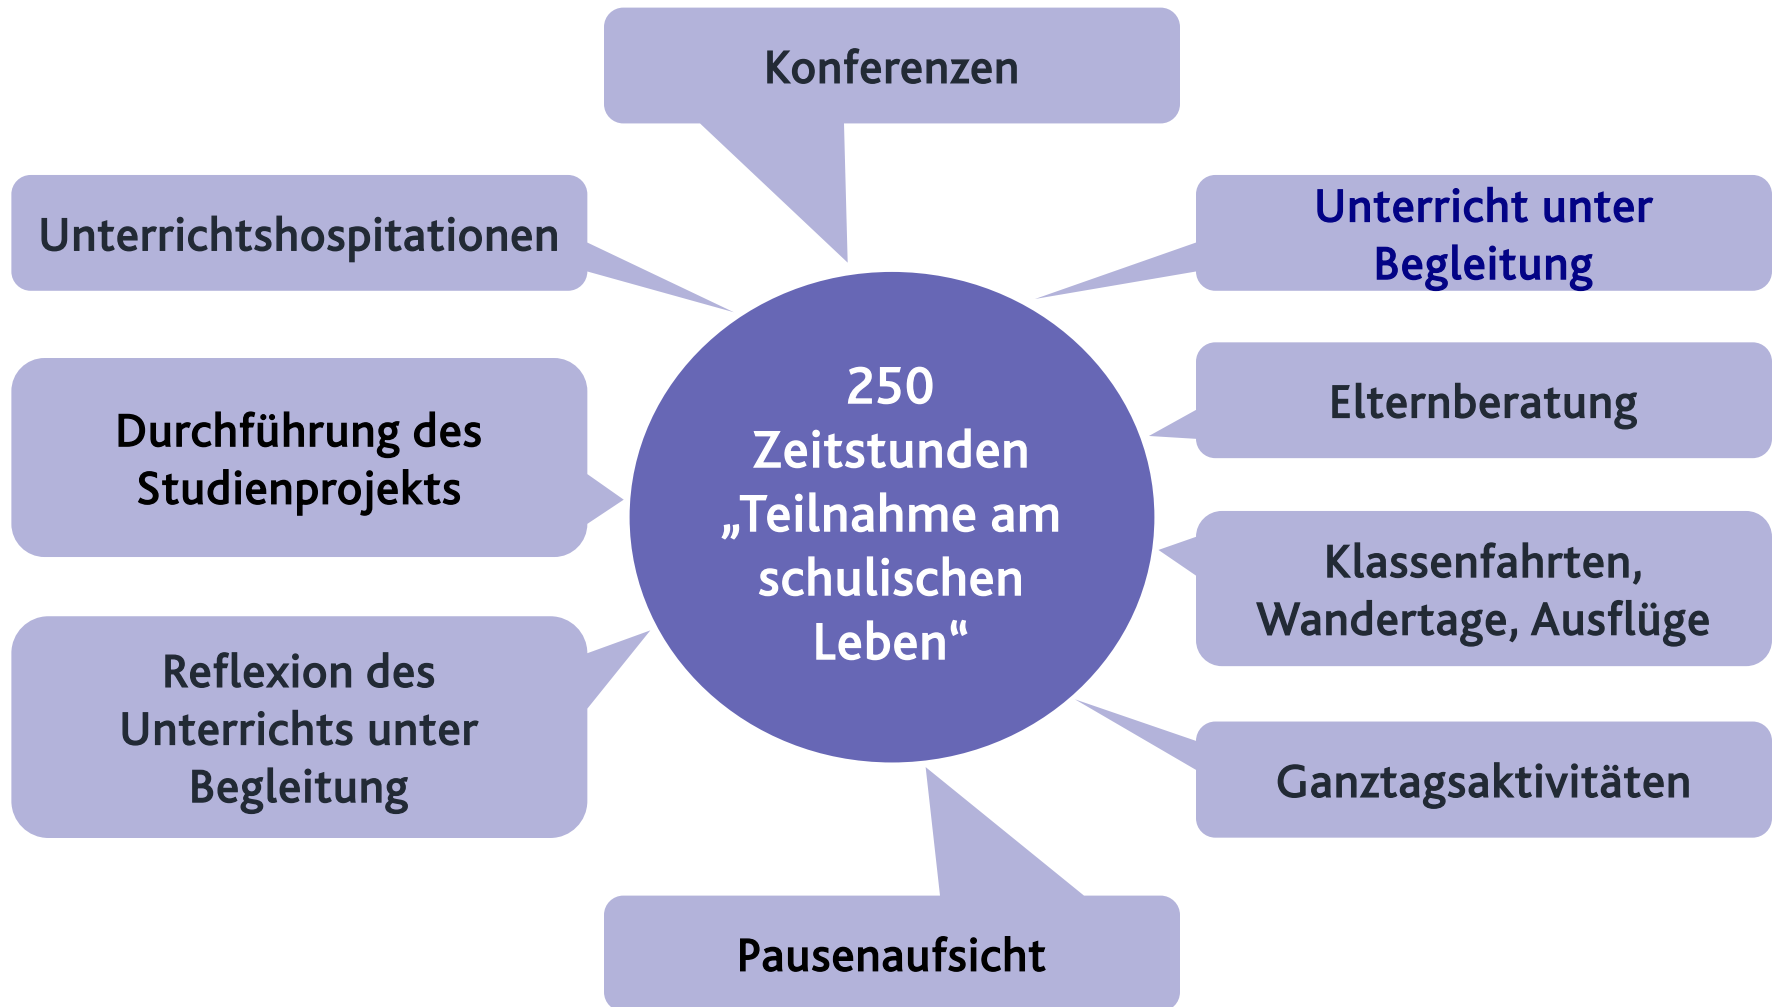 Konferenzen
Unterrichtshospitationen
Unterricht unter
Begleitung
Durchführung des
Studienprojekts
250
Zeitstunden
„Teilnahme am
schulischen
Leben“
Elternberatung
Klassenfahrten,
Wandertage, Ausflüge
Reflexion des
Unterrichts unter
Begleitung
Ganztagsaktivitäten
Pausenaufsicht